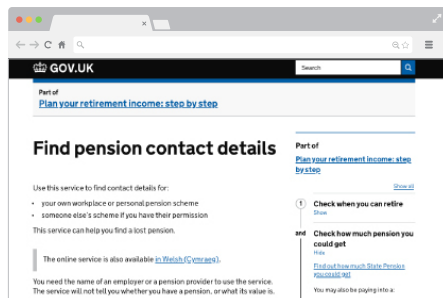 GOV.UK
Search
Part of
Plan your retirement income: step by step
Find pension contact details
Use this service to find contact details for:
your own workplace or personal pension scheme
someone else's scheme if you have their permission
This service can help you find a lost pension.
The online service is also available in Welsh (Cymraeg).
You need the name of an employer or a pension provider to use the service.
The service will not tell you whether you have a pension, or what its value is.
Part of
Plan your retirement income: step
by step
Show all
1 Check when you can retire
Show
and Check how much pension you
could get
Hide
Find out how much State Pension
you could get
You may also be paying into a: